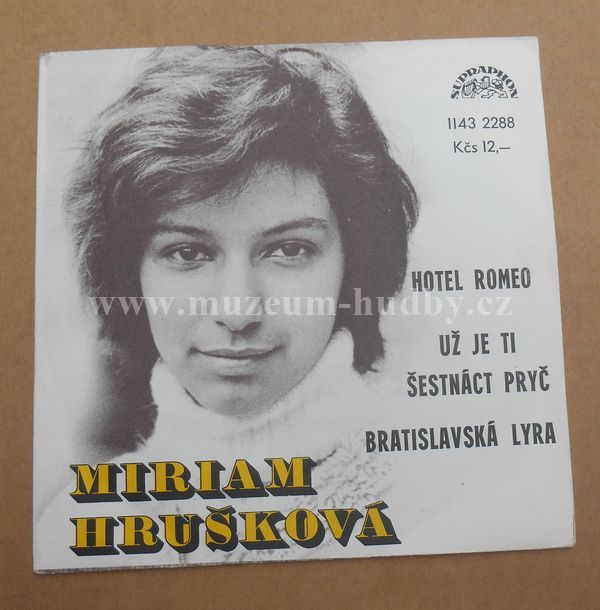 SUPRAPHON
1143 2288
Kčs 12,—
HOTEL ROMEO
www.muzeum-hudby.cz
UŽ JE TI
ŠESTNÁCT PRYČ
BRATISLAVSKÁ LYRA
MIRIAM
HRUŠKOVÁ